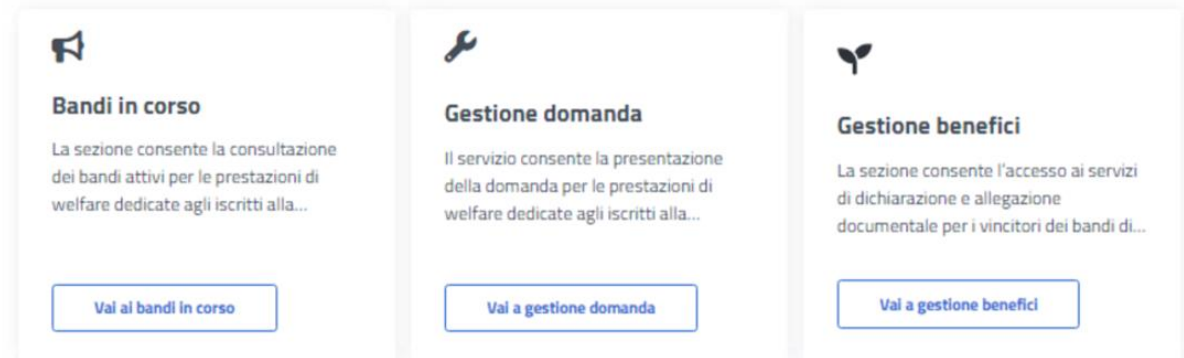 Bandi in corso
La sezione consente la consultazione
dei bandi attivi per le prestazioni di
welfare dedicate agli iscritti alla...
Vai ai bandi in corso
Gestione domanda
Il servizio consente la presentazione
della domanda per le prestazioni di
welfare dedicate agli iscritti alla...
Vai a gestione domanda
Gestione benefici
La sezione consente l'accesso ai servizi
di dichiarazione e allegazione
documentale per i vincitori dei bandi di...
Vai a gestione benefici